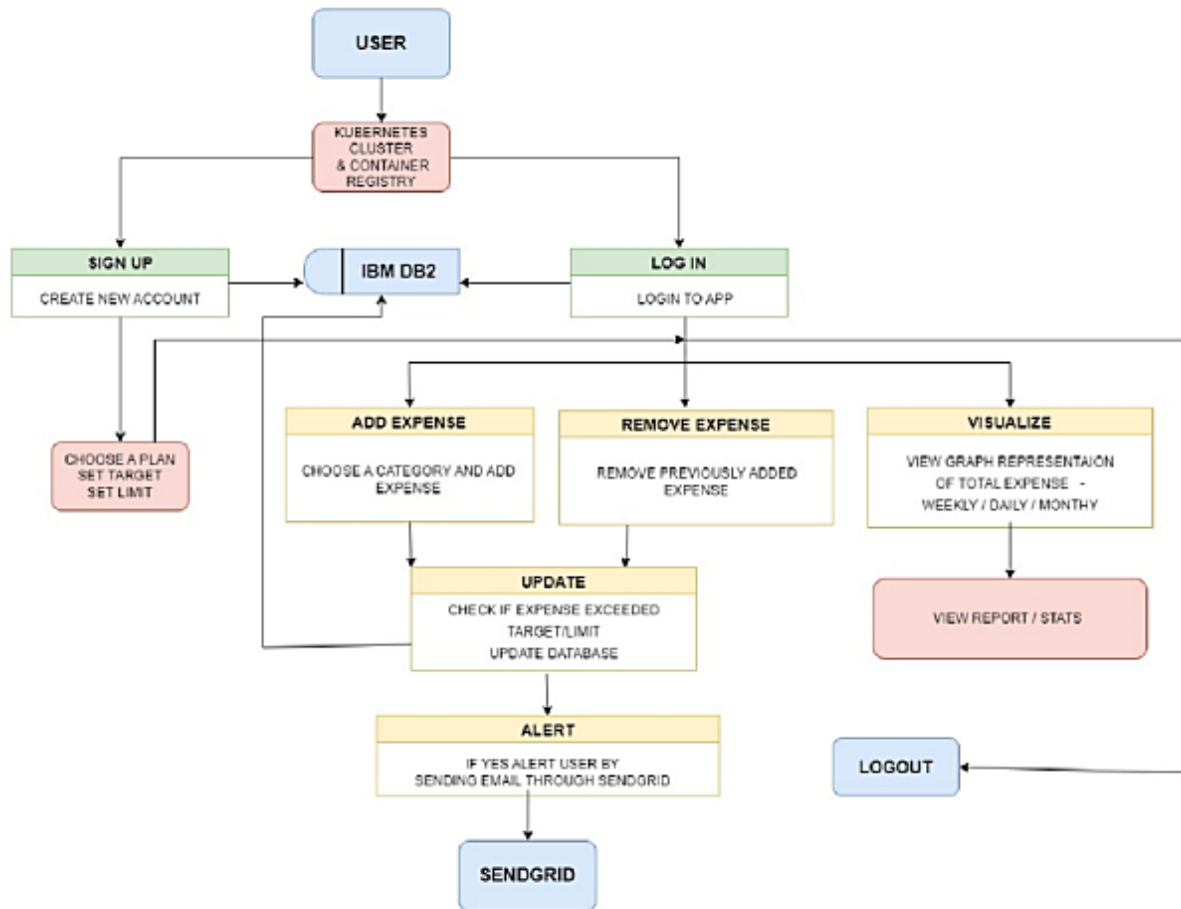 USER
KUBERNETES
CLUSTER
& CONTAINER
REGISTRY
SIGN UP
CREATE NEW ACCOUNT
IBM DB2
LOG IN
LOGIN TO APP
CHOOSE A PLAN
SET TARGET
SET LIMIT
ADD EXPENSE
CHOOSE A CATEGORY AND ADD
EXPENSE
REMOVE EXPENSE
REMOVE PREVIOUSLY ADDED
EXPENSE
VISUALIZE
VIEW GRAPH REPRESENTAION
OF TOTAL EXPENSE -
WEEKLY / DAILY / MONTHY
UPDATE
CHECK IF EXPENSE EXCEEDED
TARGET/LIMIT
UPDATE DATABASE
VIEW REPORT / STATS
ALERT
IF YES ALERT USER BY
SENDING EMAIL THROUGH SENDGRID
LOGOUT
SENDGRID